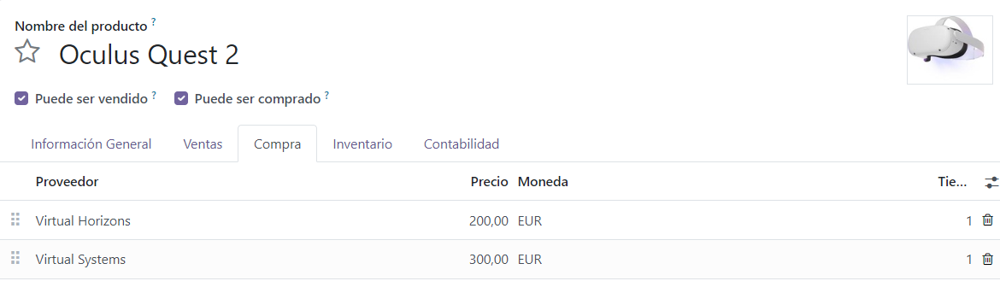 Nombre del producto ?
Oculus Quest 2
Puede ser vendido ? Puede ser comprado ?
Información General Ventas Compra Inventario Contabilidad
Proveedor Precio Moneda Tie...
Virtual Horizons 200,00 EUR 1
Virtual Systems 300,00 EUR 1